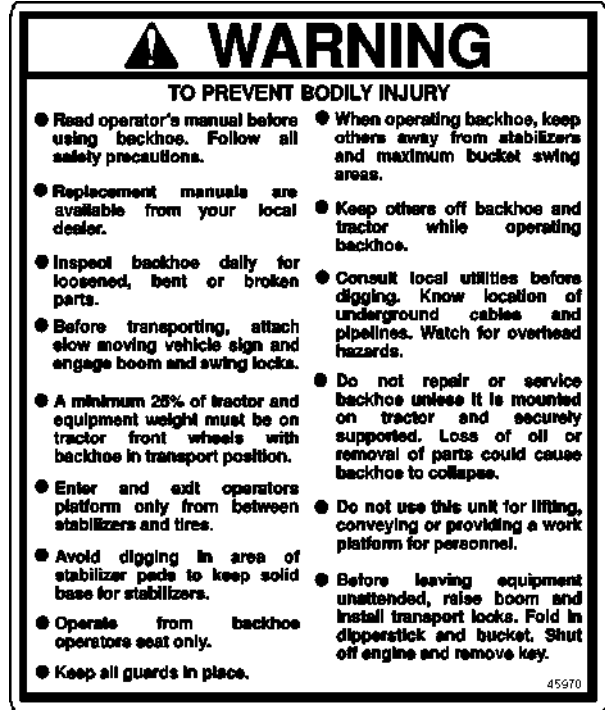 WARNING
TO PREVENT BODILY INJURY
● Read operator's manual before
using backhoe. Follow all
safety precautions.
● Replacement manuals are
available from your local
dealer.
● Inspect backhoe daily for
loosened, bent or broken
parts.
● Before transporting, attach
slow moving vehicle sign and
engage boom and swing locks.
● A minimum 25% of tractor and
equipment weight must be on
tractor front wheels with
backhoe in transport position.
● Enter and exit operators
platform only from between
stabilizers and tires.
● Avoid digging in area of
stabilizer pads to keep solid
base for stabilizers.
● Operate from backhoe
operators seat only.
● Keep all guards in place.
● When operating backhoe, keep
others away from stabilizers
and maximum bucket swing
areas.
● Keep others off backhoe and
tractor while operating
backhoe.
● Consult local utilities before
digging. Know location of
underground cables and
pipelines. Watch for overhead
hazards.
● Do not repair or service
backhoe unless it is mounted
on tractor and securely
supported. Loss of oil or
removal of parts could cause
backhoe to collapse.
● Do not use this unit for lifting,
conveying or providing a work
platform for personnel.
● Before leaving equipment
unattended, raise boom and
install transport locks. Fold in
dipperstick and bucket. Shut
off engine and remove key.
45970